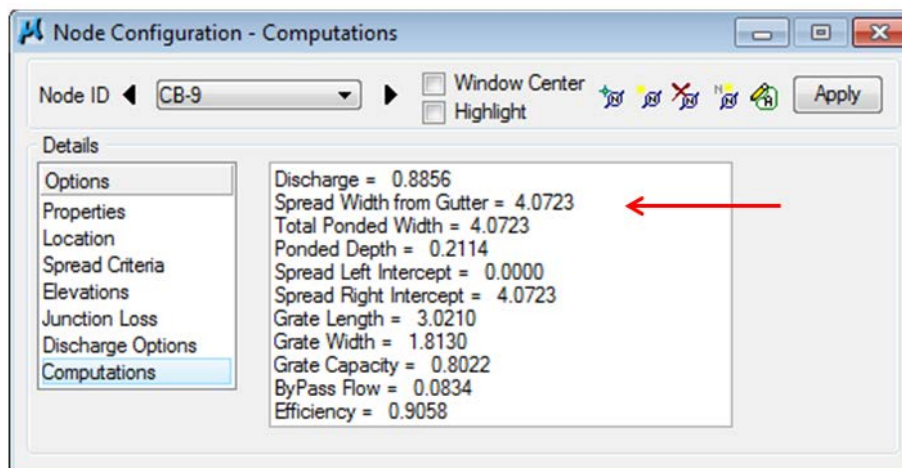 Node Configuration - Computations
Node ID CB-9 Window Center Apply
Highlight
Details
Options
Properties
Location
Spread Criteria
Elevations
Junction Loss
Discharge Options
Computations
Discharge = 0.8856
Spread Width from Gutter = 4.0723
Total Ponded Width = 4.0723
Ponded Depth = 0.2114
Spread Left Intercept = 0.0000
Spread Right Intercept = 4.0723
Grate Length = 3.0210
Grate Width = 1.8130
Grate Capacity = 0.8022
ByPass Flow = 0.0834
Efficiency = 0.9058